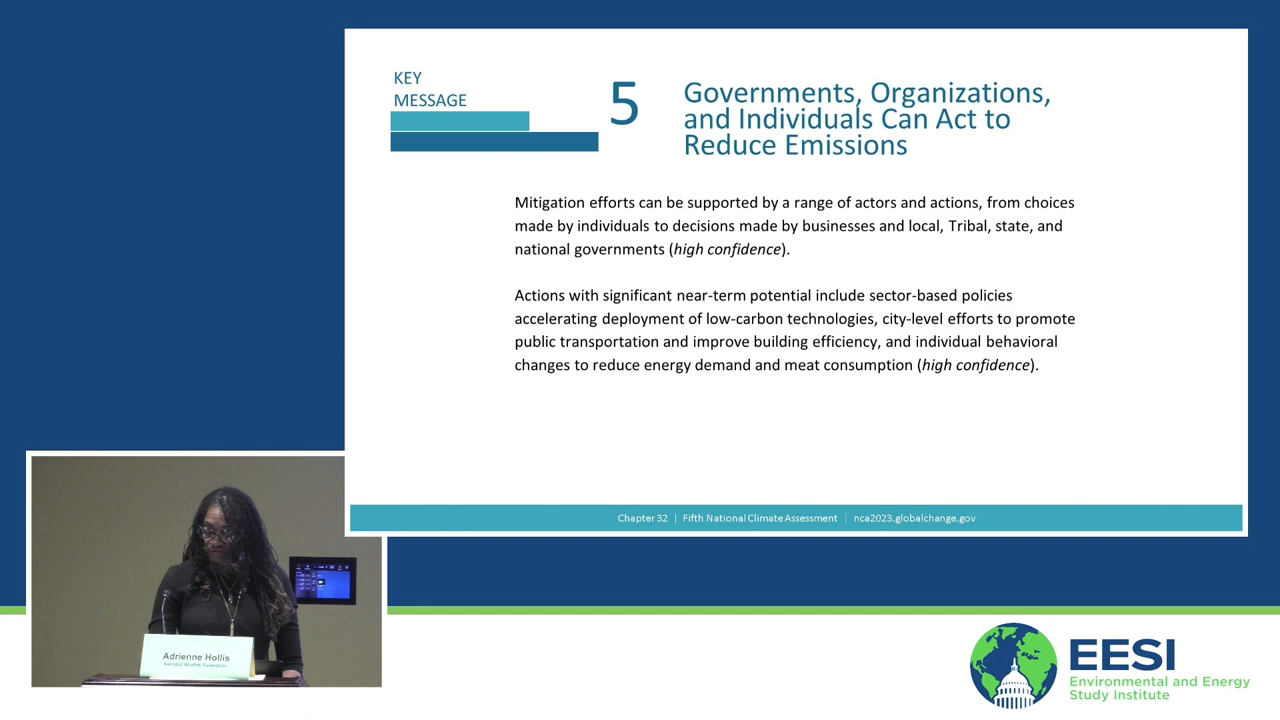 KEY
MESSAGE
5
Governments, Organizations,
and Individuals Can Act to
Reduce Emissions
Mitigation efforts can be supported by a range of actors and actions, from choices
made by individuals to decisions made by businesses and local, Tribal, state, and
national governments (high confidence).
Actions with significant near-term potential include sector-based policies
accelerating deployment of low-carbon technologies, city-level efforts to promote
public transportation and improve building efficiency, and individual behavioral
changes to reduce energy demand and meat consumption (high confidence).
Chapter 32 | Fifth National Climate Assessment | nca2023.globalchange.gov
Adrienne Hollis
National Wildlife Federation
EESI
Environmental and Energy
Study Institute